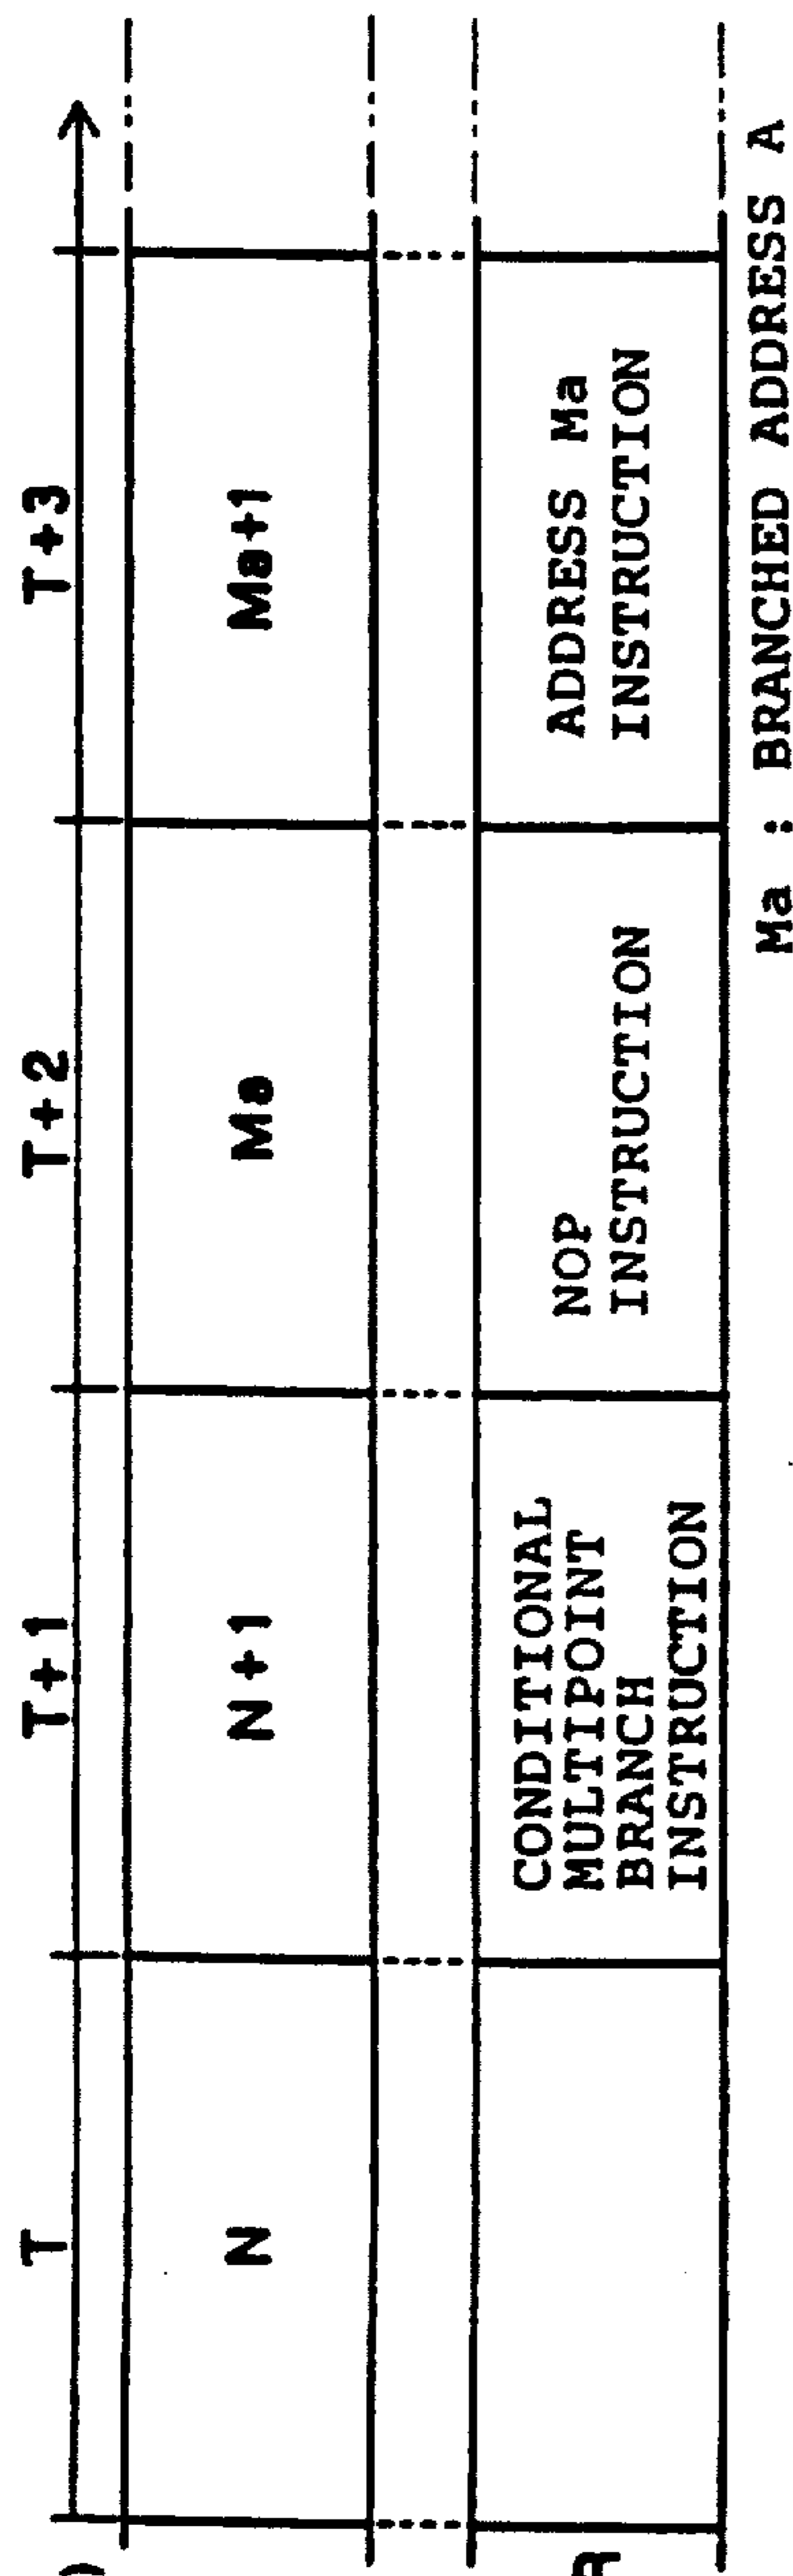 T T+1 T+2 T+3
N N+1 Ma Ma+1
CONDITIONAL
MULTIPOINT
BRANCH
INSTRUCTION
NOP
INSTRUCTION
ADDRESS Ma
INSTRUCTION
Ma : BRANCHED ADDRESS A